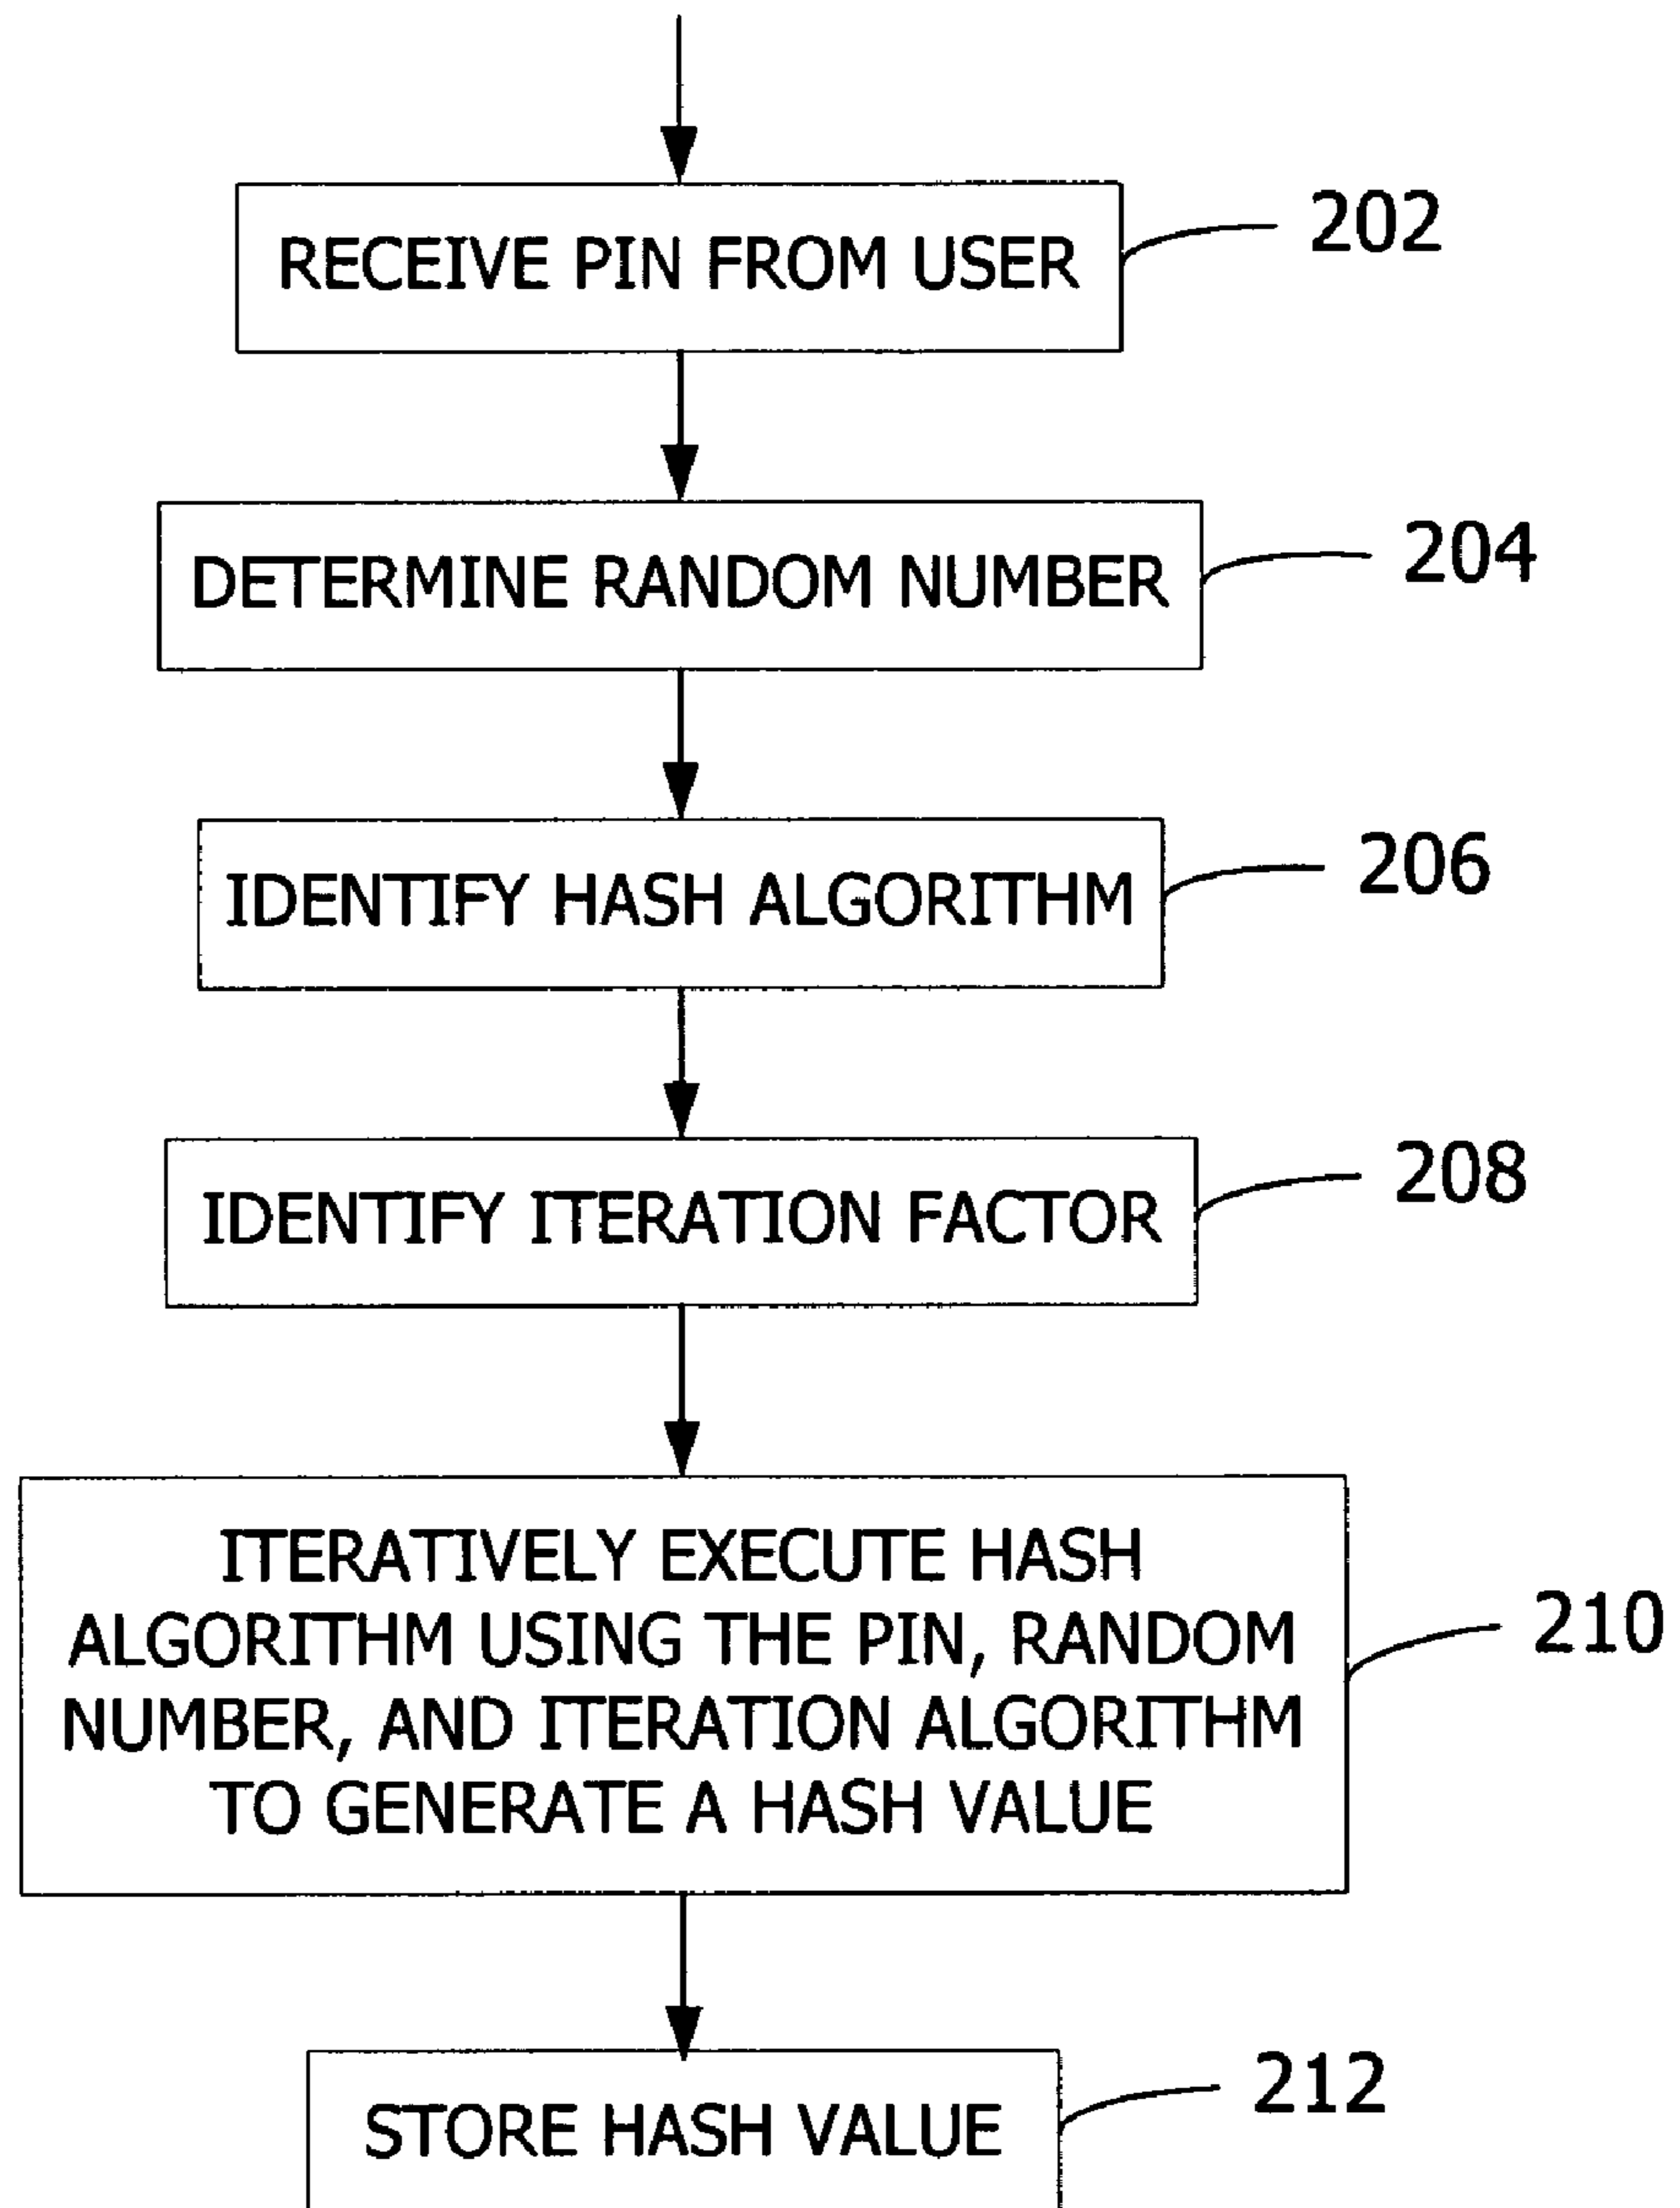 RECEIVE PIN FROM USER
202
DETERMINE RANDOM NUMBER
204
IDENTIFY HASH ALGORITHM
206
IDENTIFY ITERATION FACTOR
208
ITERATIVELY EXECUTE HASH
ALGORITHM USING THE PIN, RANDOM
NUMBER, AND ITERATION ALGORITHM
TO GENERATE A HASH VALUE
210
STORE HASH VALUE
212